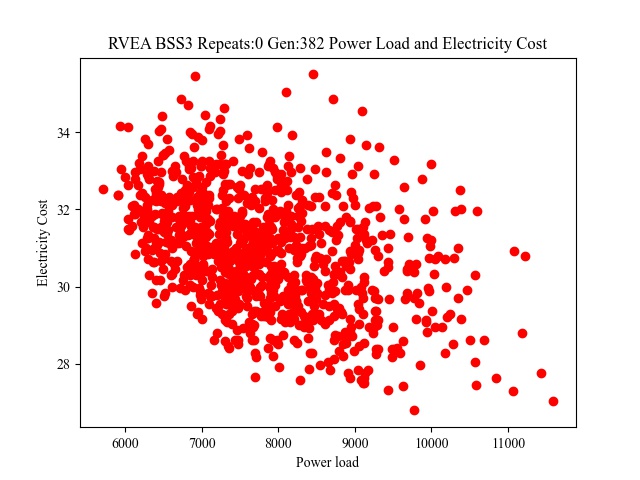 RVEA BSS3 Repeats:0 Gen:382 Power Load and Electricity Cost
34
32
30
28
Electricity Cost
6000 7000 8000 9000 10000 11000
Power load